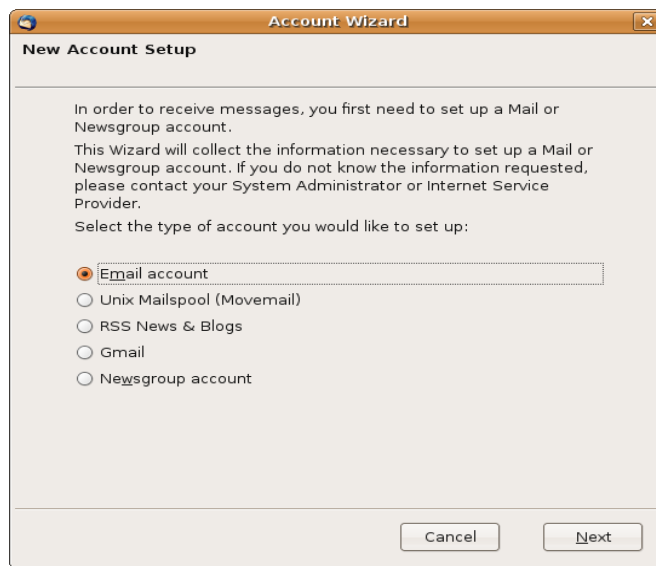 Account Wizard
New Account Setup
In order to receive messages, you first need to set up a Mail or
Newsgroup account.
This Wizard will collect the information necessary to set up a Mail or
Newsgroup account. If you do not know the information requested,
please contact your System Administrator or Internet Service
Provider.
Select the type of account you would like to set up:
Email account
Unix Mailspool (Movemail)
RSS News & Blogs
Gmail
Newsgroup account
Cancel
Next